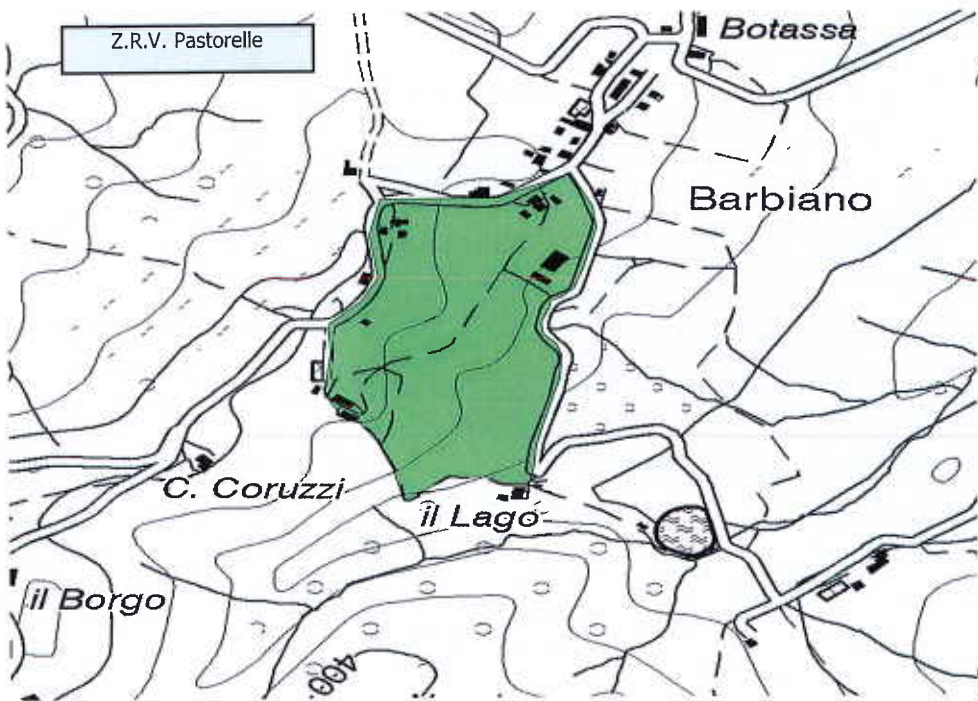 Z.R.V. Pastorelle
Botassa
Barbiano
C. Coruzzi
il Lago
il Borgo
400